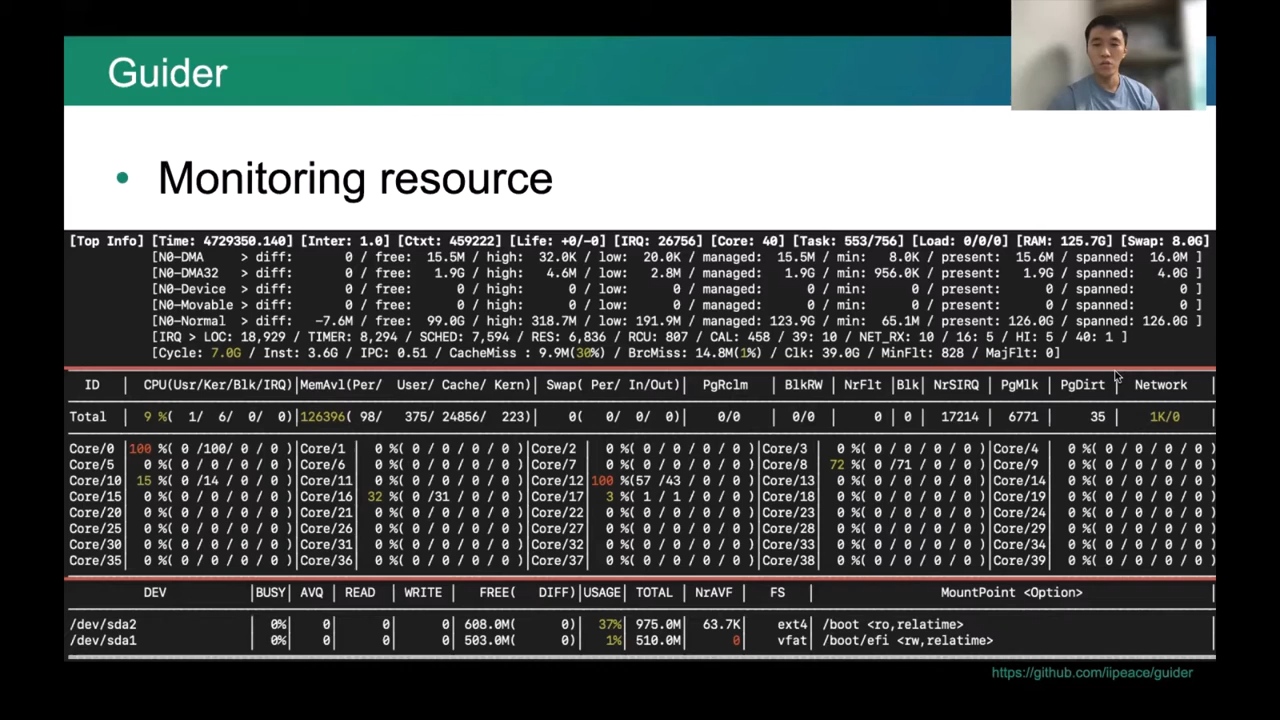 Guider
• Monitoring resource
[Top Info] [Time: 4729350.140] [Inter: 1.0] [Ctxt: 459222] [Life: +0/-0] [IRQ: 26756] [Core: 40] [Task: 553/756] [Load: 0/0/0] [RAM: 125.7G] [Swap: 8.0G]
[N0-DMA > diff: 0 / free: 15.5M / high: 32.0K / low: 20.0K / managed: 15.5M / min: 8.0K / present: 15.6M / spanned: 16.0M ]
[N0-DMA32 > diff: 0 / free: 1.9G / high: 4.6M / low: 2.8M / managed: 1.9G / min: 956.0K / present: 1.9G / spanned: 4.0G ]
[N0-Device > diff: 0 / free: 0 / high: 0 / low: 0 / managed: 0 / min: 0 / present: 0 / spanned: 0 ]
[N0-Movable > diff: 0 / free: 0 / high: 0 / low: 0 / managed: 0 / min: 0 / present: 0 / spanned: 0 ]
[N0-Normal > diff: -7.6M / free: 99.0G / high: 318.7M / low: 191.9M / managed: 123.9G / min: 65.1M / present: 126.0G / spanned: 126.0G ]
[IRQ > LOC: 18,929 / TIMER: 8,294 / SCHED: 7,594 / RES: 6,836 / RCU: 807 / CAL: 458 / 39: 10 / NET_RX: 10 / 16: 5 / HI: 5 / 40: 1 ]
[Cycle: 7.0G / Inst: 3.6G / IPC: 0.51 / CacheMiss : 9.9M(30%) / BrcMiss: 14.8M(1%) / Clk: 39.0G / MinFlt: 828 / MajFlt: 0]
ID | CPU(Usr/Ker/Blk/IRQ)|MemAvl(Per/ User/ Cache/ Kern)| Swap( Per/ In/Out)| PgRclm | BlkRW | NrFlt |Blk| NrSIRQ | PgMlk | PgDirt | Network |
Total | 9 %( 1/ 6/ 0/ 0)|126396( 98/ 375/ 24856/ 223)| 0( 0/ 0/ 0)| 0/0 | 0/0 | 0 | 0 | 17214 | 6771 | 35 | 1K/0 |
Core/0 |100 %( 0 /100/ 0 / 0 )|Core/1 | 0 %( 0 / 0 / 0 / 0 )|Core/2 | 0 %( 0 / 0 / 0 / 0 )|Core/3 | 0 %( 0 / 0 / 0 / 0 )|Core/4 | 0 %( 0 / 0 / 0 / 0 )
Core/5 | 0 %( 0 / 0 / 0 / 0 )|Core/6 | 0 %( 0 / 0 / 0 / 0 )|Core/7 | 0 %( 0 / 0 / 0 / 0 )|Core/8 | 72 %( 0 /71 / 0 / 0 )|Core/9 | 0 %( 0 / 0 / 0 / 0 )
Core/10| 15 %( 0 /14 / 0 / 0 )|Core/11| 0 %( 0 / 0 / 0 / 0 )|Core/12|100 %(57 /43 / 0 / 0 )|Core/13| 0 %( 0 / 0 / 0 / 0 )|Core/14| 0 %( 0 / 0 / 0 / 0 )
Core/15| 0 %( 0 / 0 / 0 / 0 )|Core/16| 32 %( 0 /31 / 0 / 0 )|Core/17| 3 %( 1 / 1 / 0 / 0 )|Core/18| 0 %( 0 / 0 / 0 / 0 )|Core/19| 0 %( 0 / 0 / 0 / 0 )
Core/20| 0 %( 0 / 0 / 0 / 0 )|Core/21| 0 %( 0 / 0 / 0 / 0 )|Core/22| 0 %( 0 / 0 / 0 / 0 )|Core/23| 0 %( 0 / 0 / 0 / 0 )|Core/24| 0 %( 0 / 0 / 0 / 0 )
Core/25| 0 %( 0 / 0 / 0 / 0 )|Core/26| 0 %( 0 / 0 / 0 / 0 )|Core/27| 0 %( 0 / 0 / 0 / 0 )|Core/28| 0 %( 0 / 0 / 0 / 0 )|Core/29| 0 %( 0 / 0 / 0 / 0 )
Core/30| 0 %( 0 / 0 / 0 / 0 )|Core/31| 0 %( 0 / 0 / 0 / 0 )|Core/32| 0 %( 0 / 0 / 0 / 0 )|Core/33| 0 %( 0 / 0 / 0 / 0 )|Core/34| 0 %( 0 / 0 / 0 / 0 )
Core/35| 0 %( 0 / 0 / 0 / 0 )|Core/36| 0 %( 0 / 0 / 0 / 0 )|Core/37| 0 %( 0 / 0 / 0 / 0 )|Core/38| 0 %( 0 / 0 / 0 / 0 )|Core/39| 0 %( 0 / 0 / 0 / 0 )
DEV |BUSY| AVQ | READ | WRITE | FREE( DIFF)|USAGE| TOTAL | NrAVF | FS | MountPoint <Option> |
/dev/sda2 | 0%| 0| 0| 0| 608.0M( 0)| 37%| 975.0M| 63.7K | ext4 | /boot <ro,relatime> |
/dev/sda1 | 0%| 0| 0| 0| 503.0M( 0)| 1%| 510.0M| 0| vfat | /boot/efi <rw,relatime> |
https://github.com/iipeace/guider